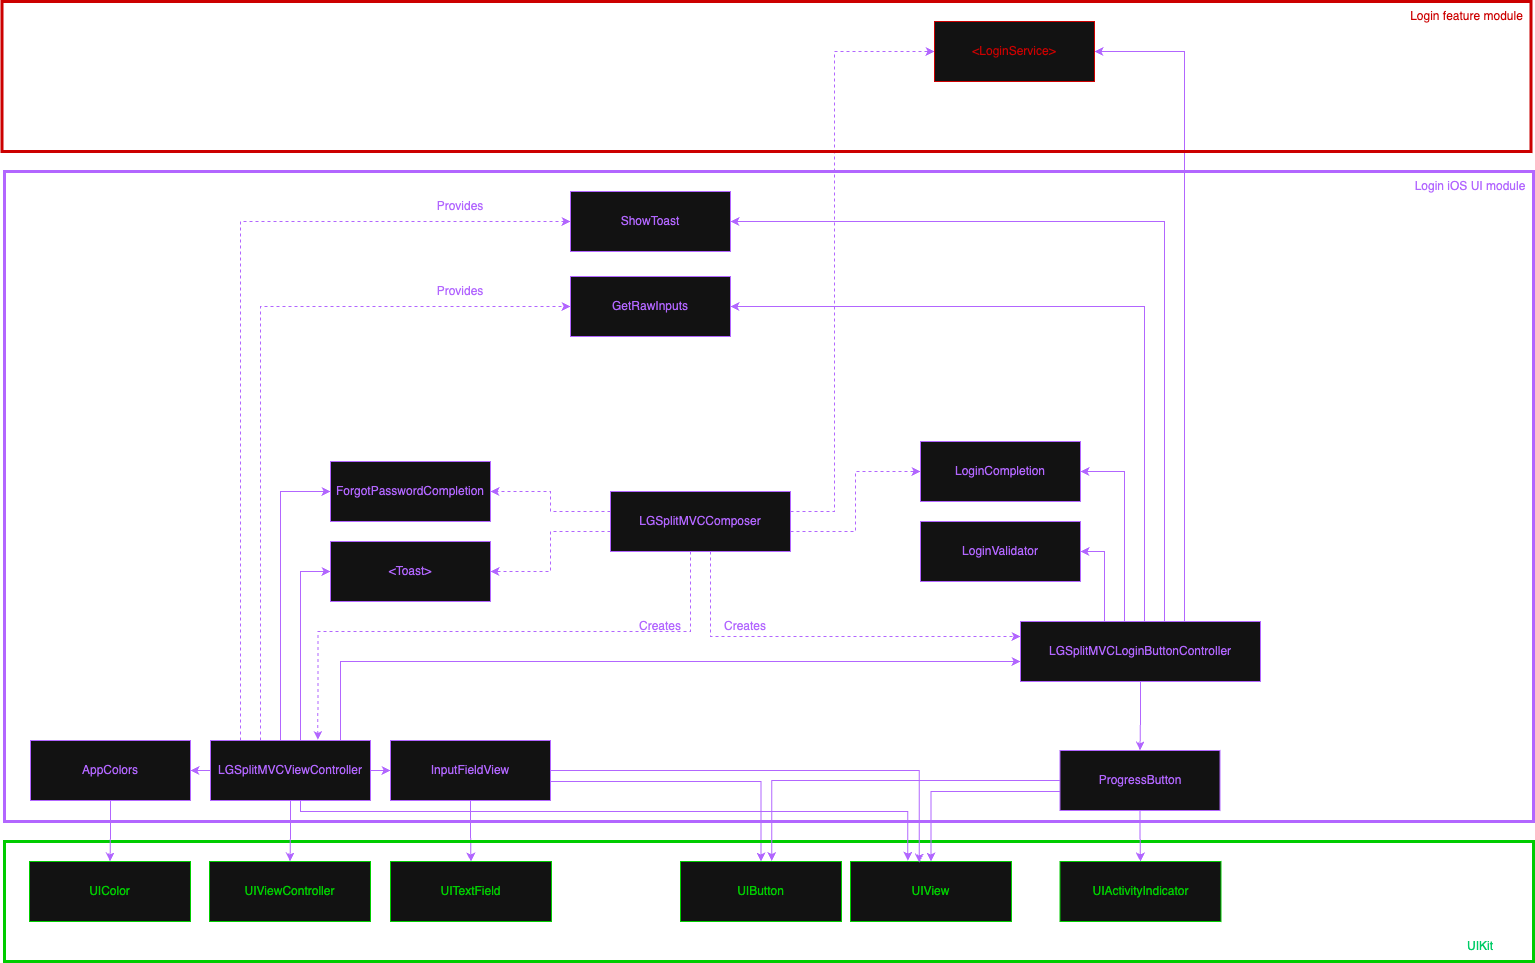 Login feature module
<LoginService>
Login iOS UI module
Provides
ShowToast
Provides
GetRawInputs
LoginCompletion
ForgotPasswordCompletion
LGSplitMVCComposer
LoginValidator
<Toast>
Creates
Creates
LGSplitMVCLoginButtonController
AppColors
LGSplitMVCViewController
InputFieldView
ProgressButton
UIColor
UIViewController
UITextField
UIButton
UIView
UIActivityIndicator
UIKit